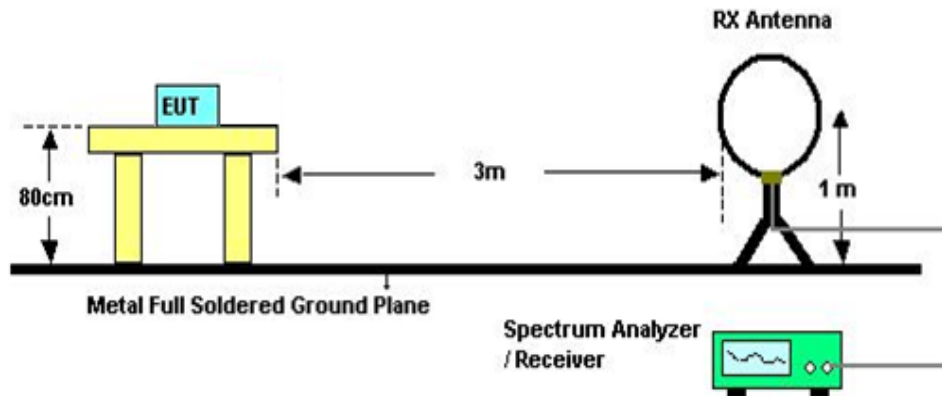 RX Antenna
EUT
3m
80cm
1 m
Metal Full Soldered Ground Plane
Spectrum Analyzer
/ Receiver